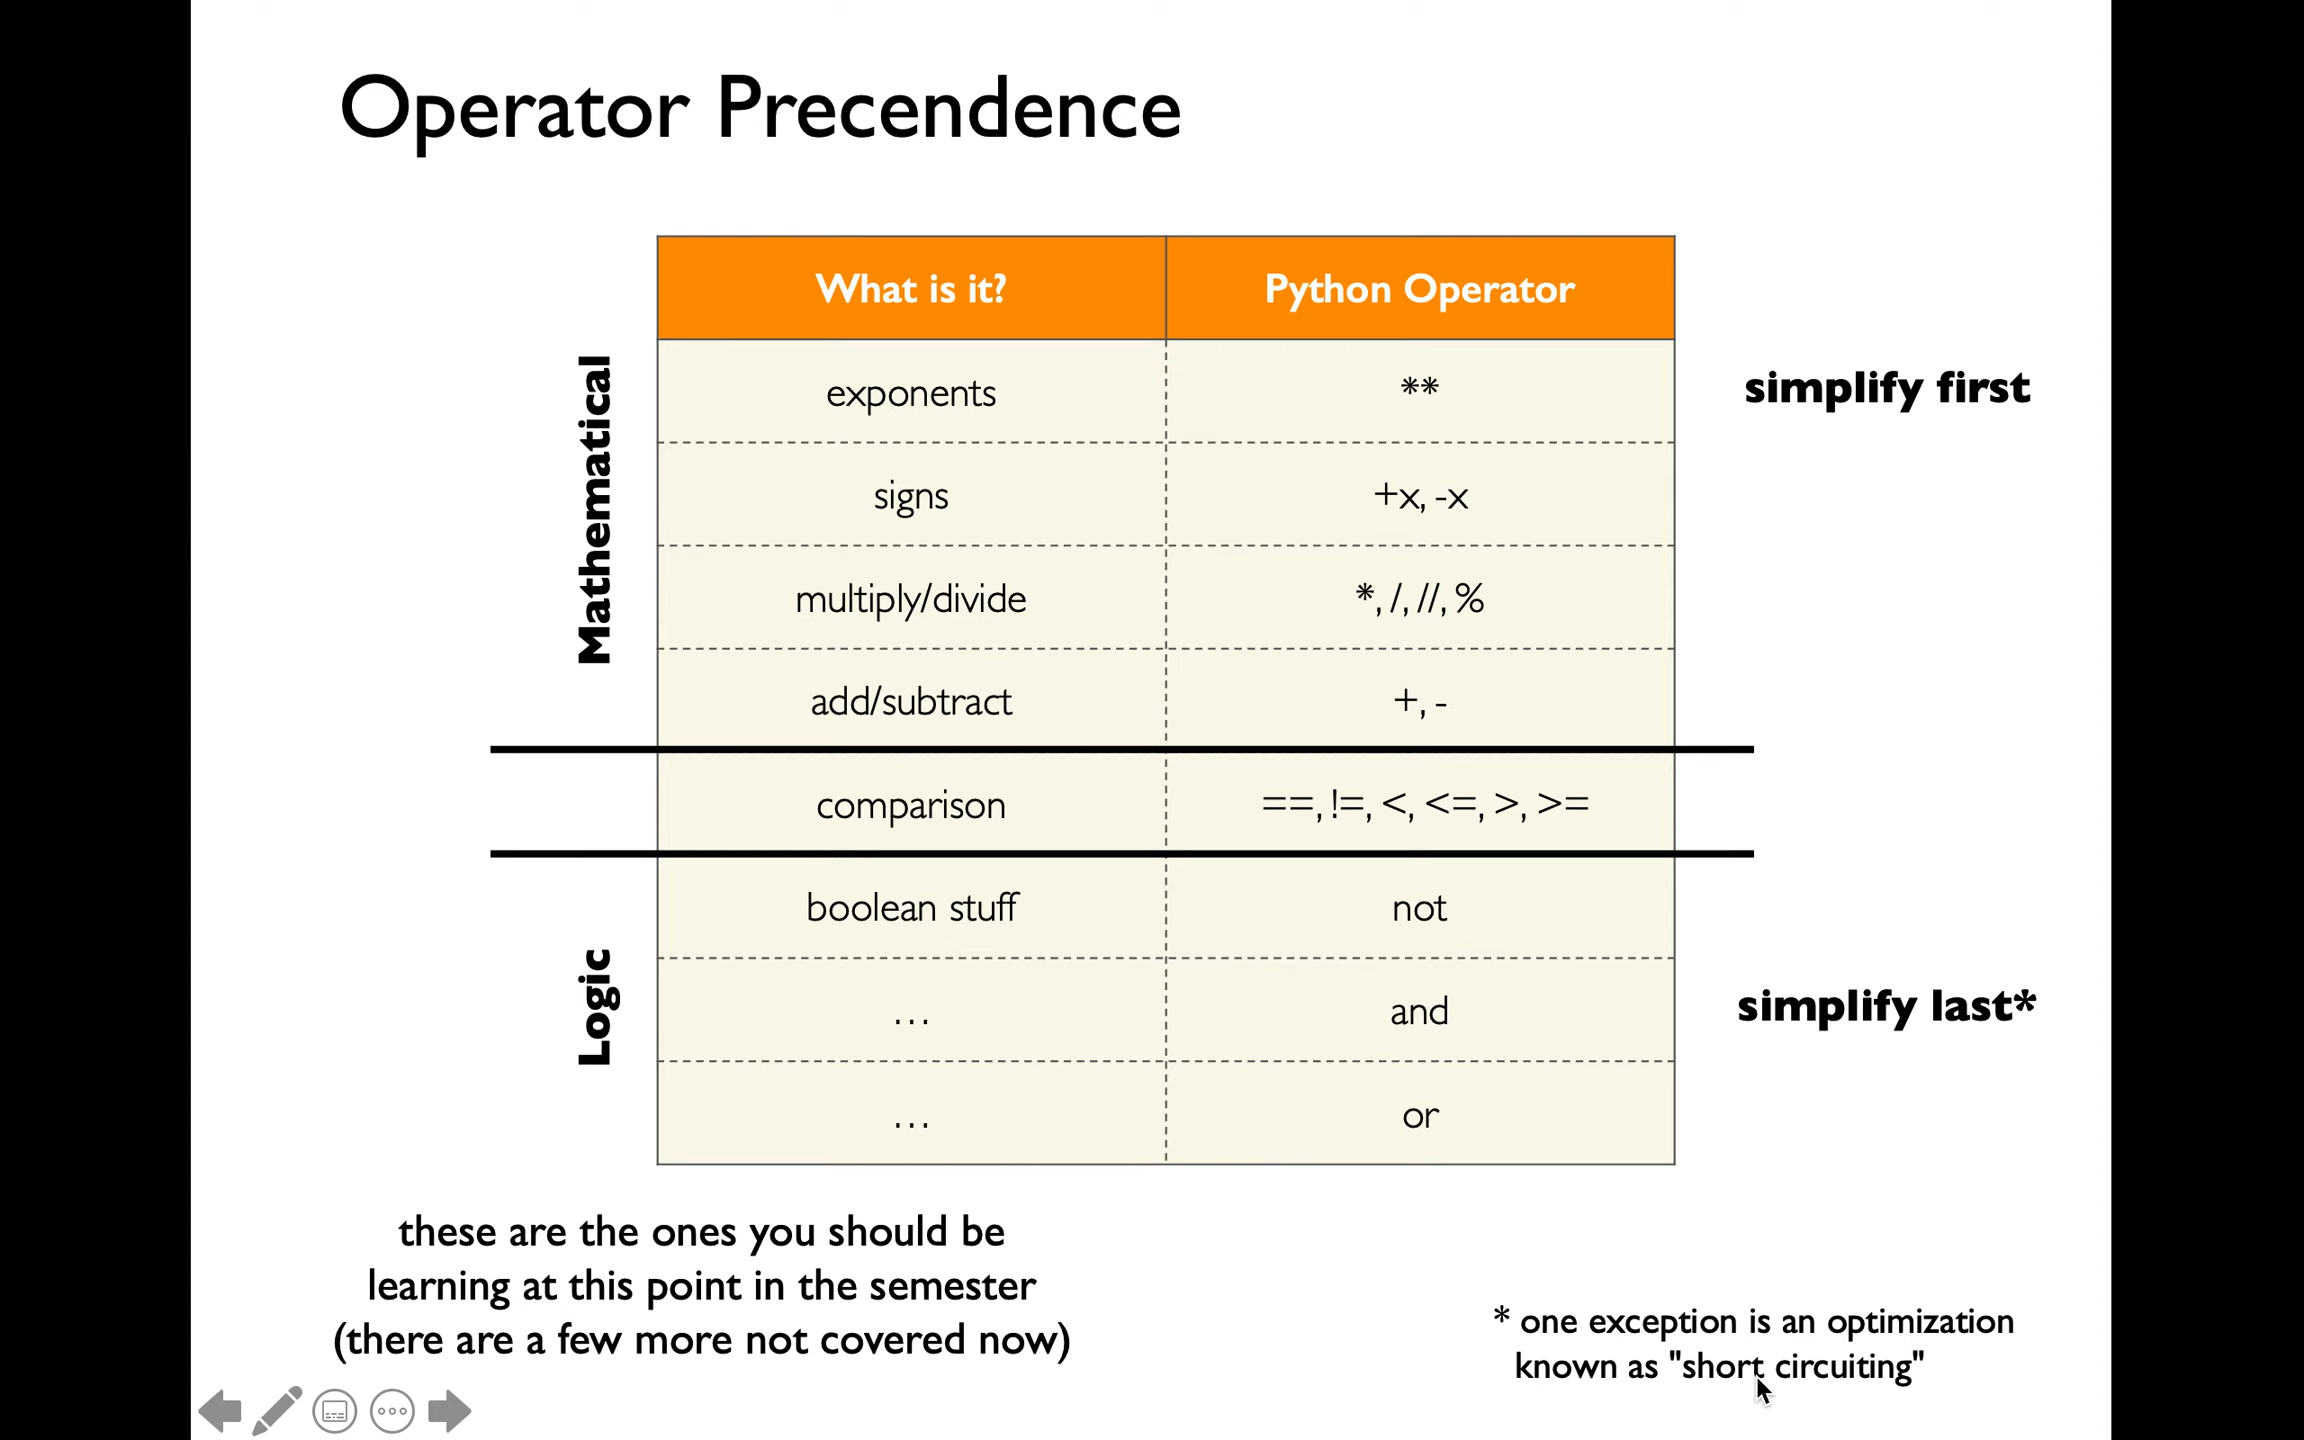 Operator Precendence
What is it? Python Operator
Mathematical
exponents ** simplify first
signs +x, -x
multiply/divide *, /, //, %
add/subtract +, -
comparison ==, !=, <, <=, >, >=
Logic
boolean stuff not
... and simplify last*
... or
these are the ones you should be
learning at this point in the semester
(there are a few more not covered now)
* one exception is an optimization
known as "short circuiting"